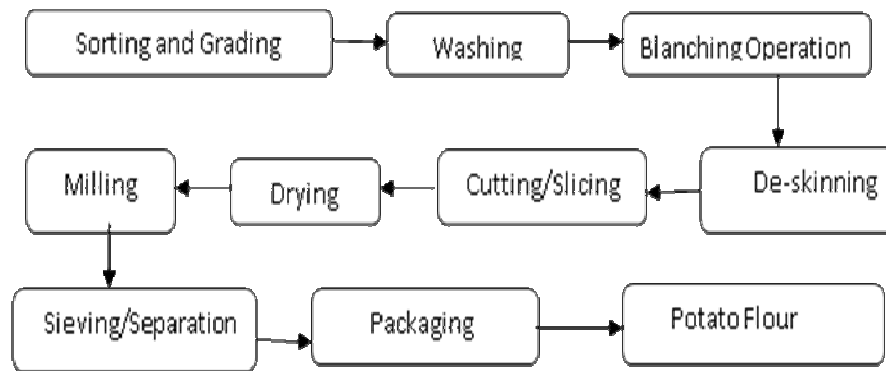 Sorting and Grading
Washing
Blanching Operation
De-skinning
Cutting/Slicing
Drying
Milling
Sieving/Separation
Packaging
Potato Flour